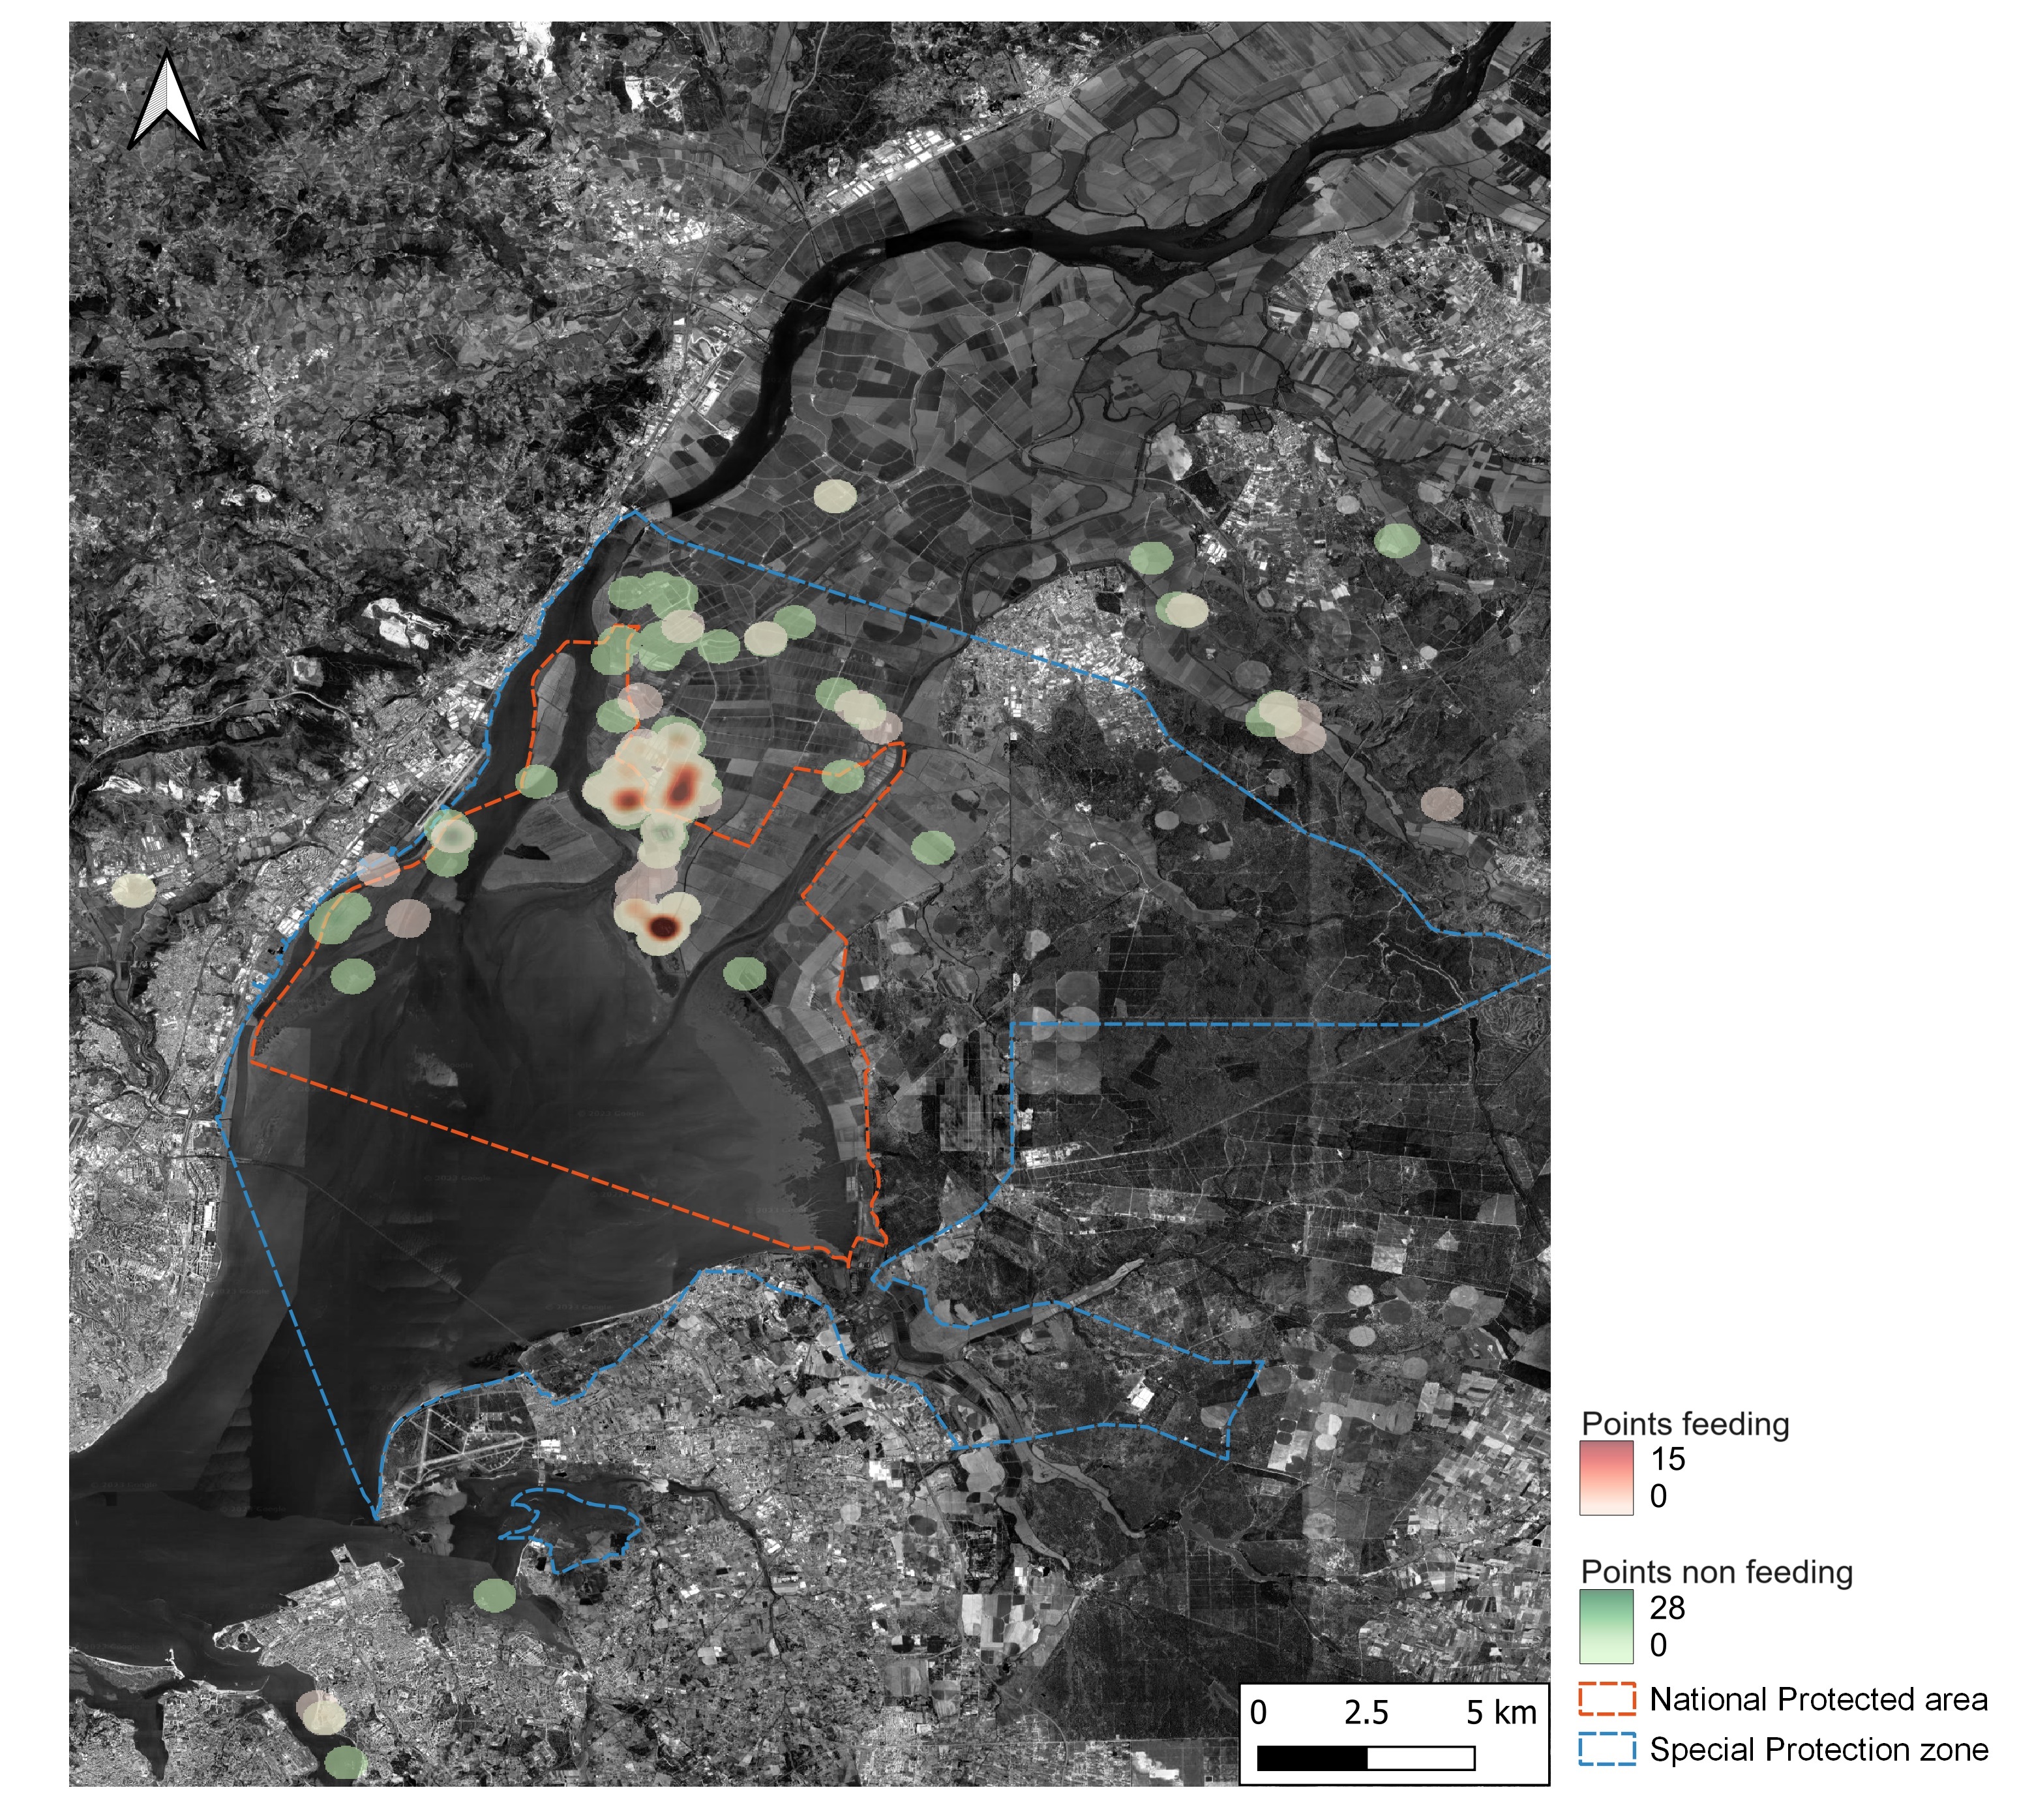 Points feeding
15
0
Points non feeding
28
0
National Protected area
Special Protection zone
0 2.5 5 km